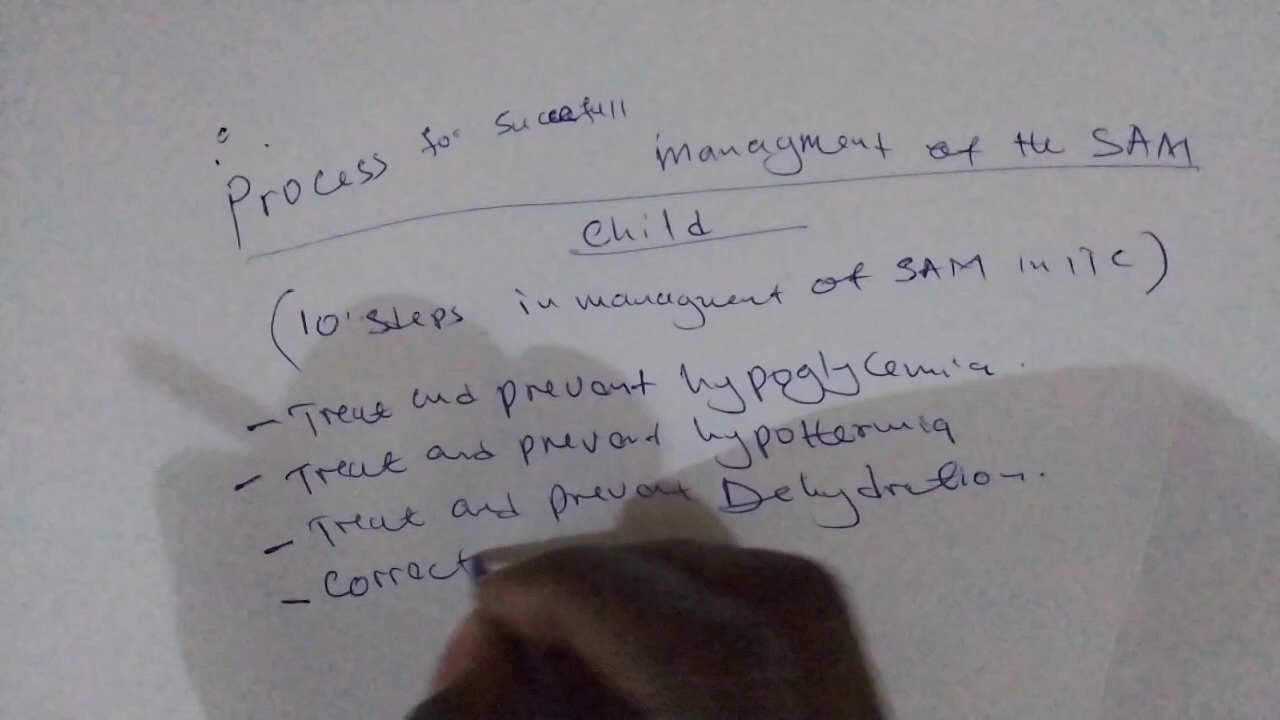 Process for Succefull managment of the SAM
Child
(10 Steps in managment of SAM in ITC)
- Treat and prevent hypoglycemia.
- Treat and prevent hypothermia
- Treat and prevent Dehydration.
- Correct